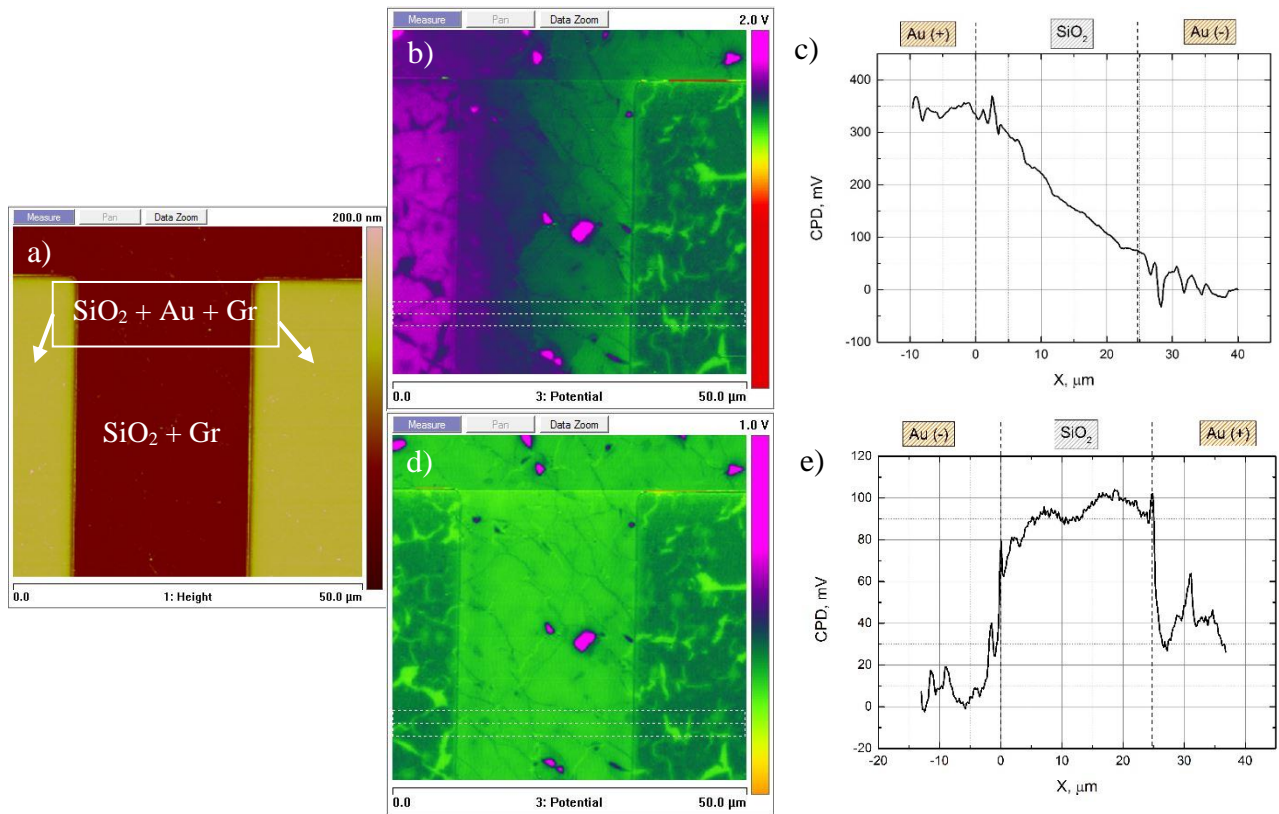 Measure Pan Data Zoom
200.0 nm
a)
SiO₂ + Au + Gr
SiO₂ + Gr
0.0 1: Height 50.0 µm
Measure Pan Data Zoom
2.0 V
b)
0.0 3: Potential 50.0 µm
c)
Au (+) SiO₂ Au (-)
400
300
200
100
0
-100
CPD, mV
-10 0 10 20 30 40
X, µm
Measure Pan Data Zoom
1.0 V
d)
0.0 3: Potential 50.0 µm
e)
Au (-) SiO₂ Au (+)
120
100
80
60
40
20
0
-20
CPD, mV
-20 -10 0 10 20 30 40
X, µm